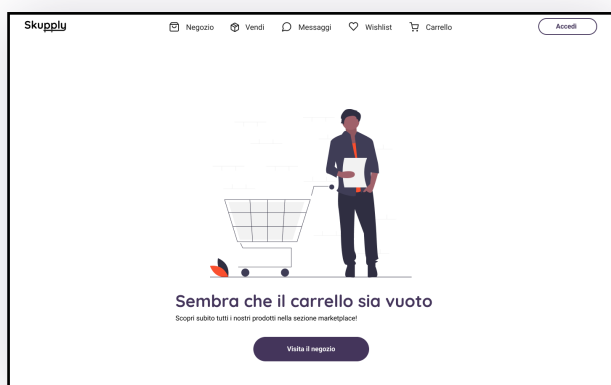 Skupply
Negozio Vendi Messaggi Wishlist Carrello
Accedi
Sembra che il carrello sia vuoto
Scopri subito tutti i nostri prodotti nella sezione marketplace!
Visita il negozio